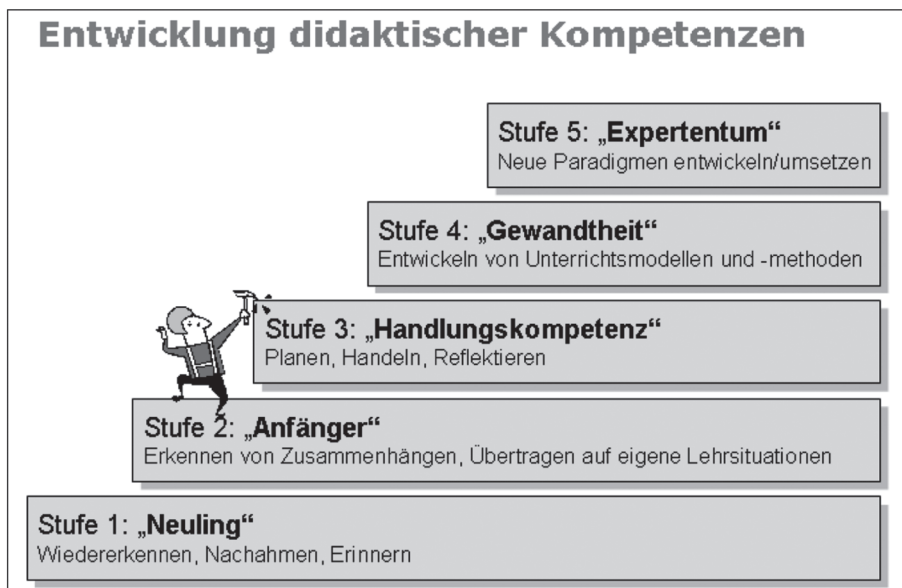 Entwicklung didaktischer Kompetenzen
Stufe 5: „Expertentum“
Neue Paradigmen entwickeln/umsetzen
Stufe 4: „Gewandtheit“
Entwickeln von Unterrichtsmodellen und -methoden
Stufe 3: „Handlungskompetenz“
Planen, Handeln, Reflektieren
Stufe 2: „Anfänger“
Erkennen von Zusammenhängen, Übertragen auf eigene Lehrsituationen
Stufe 1: „Neuling“
Wiedererkennen, Nachahmen, Erinnern